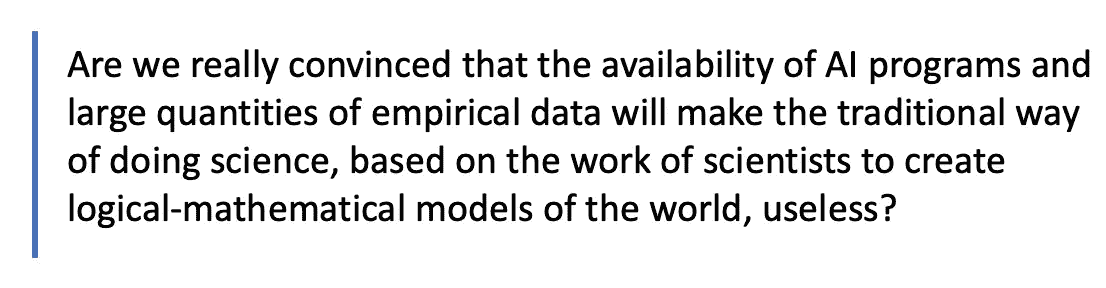 Are we really convinced that the availability of AI programs and
large quantities of empirical data will make the traditional way
of doing science, based on the work of scientists to create
logical-mathematical models of the world, useless?